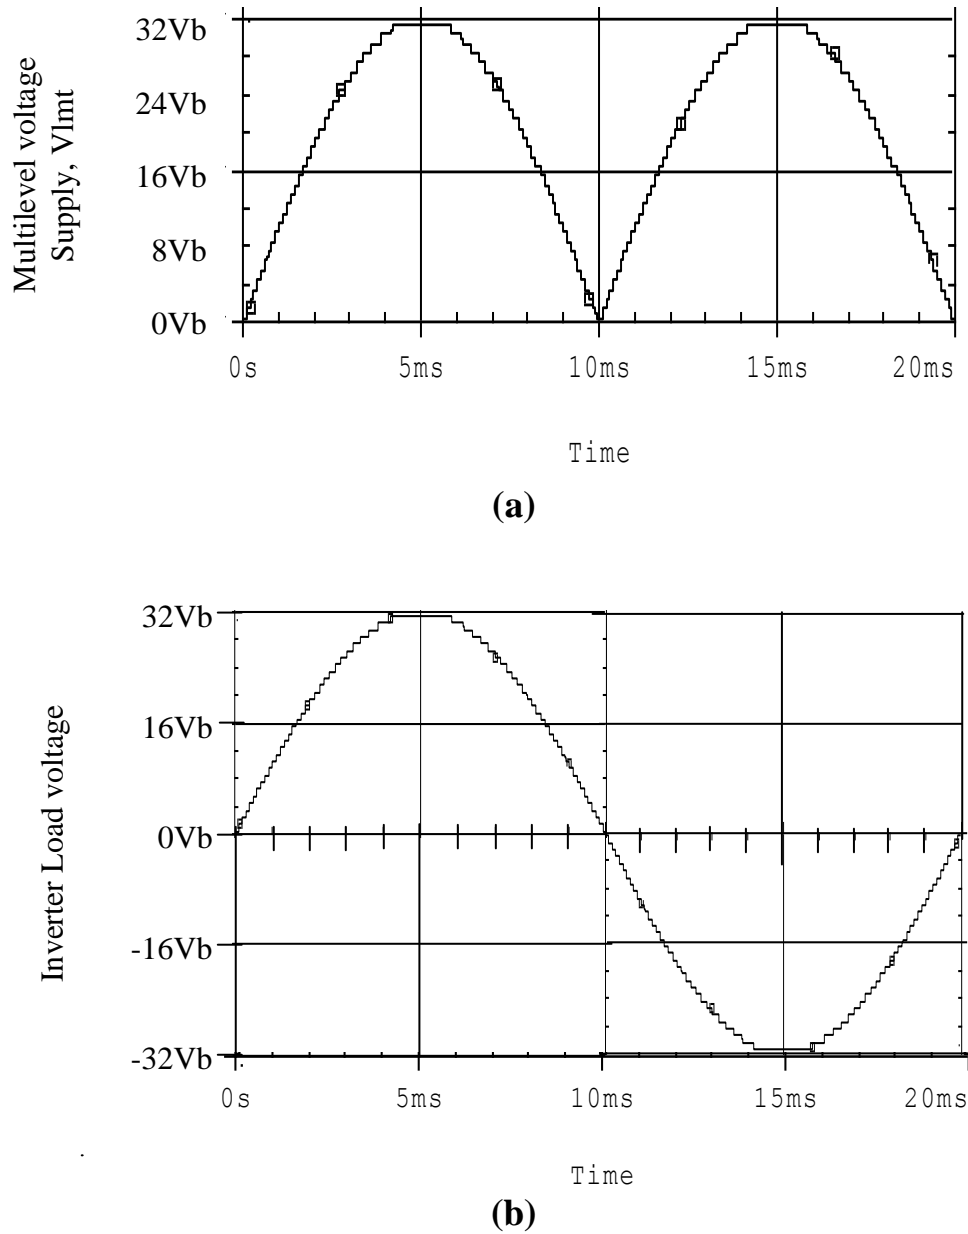 Multilevel voltage
Supply, Vlmt
32Vb
24Vb
16Vb
8Vb
0Vb
0s 5ms 10ms 15ms 20ms
Time
(a)
Inverter Load voltage
32Vb
16Vb
0Vb
-16Vb
-32Vb
0s 5ms 10ms 15ms 20ms
Time
(b)